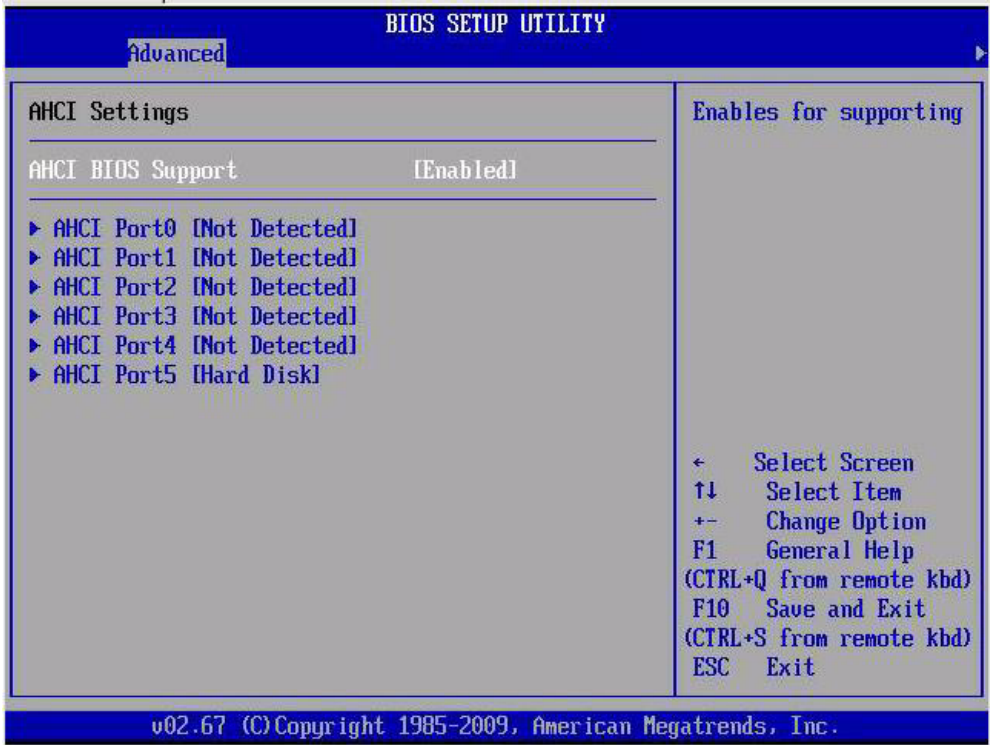 BIOS SETUP UTILITY
Advanced
AHCI Settings
AHCI BIOS Support [Enabled]
AHCI Port0 [Not Detected]
AHCI Port1 [Not Detected]
AHCI Port2 [Not Detected]
AHCI Port3 [Not Detected]
AHCI Port4 [Not Detected]
AHCI Port5 [Hard Disk]
Enables for supporting
← Select Screen
↑↓ Select Item
+- Change Option
F1 General Help
(CTRL+Q from remote kbd)
F10 Save and Exit
(CTRL+S from remote kbd)
ESC Exit
v02.67 (C)Copyright 1985-2009, American Megatrends, Inc.